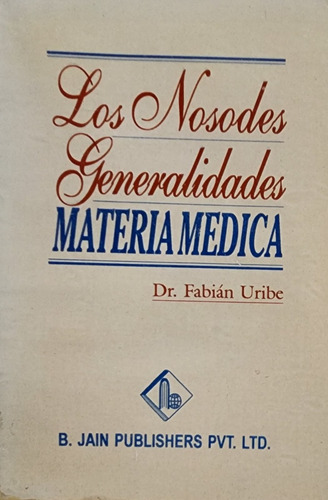 Los Nosodes
Generalidades
MATERIA MEDICA
Dr. Fabián Uribe
B. JAIN PUBLISHERS PVT. LTD.